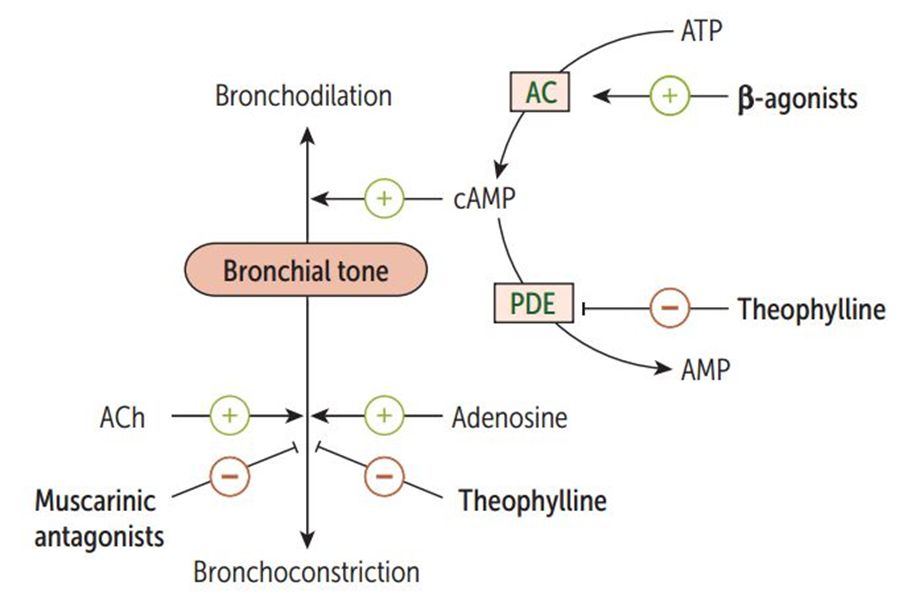 ATP
Bronchodilation
AC
+
β-agonists
+
cAMP
Bronchial tone
PDE
−
Theophylline
AMP
ACh
+
+
Adenosine
−
−
Muscarinic
antagonists
Theophylline
Bronchoconstriction